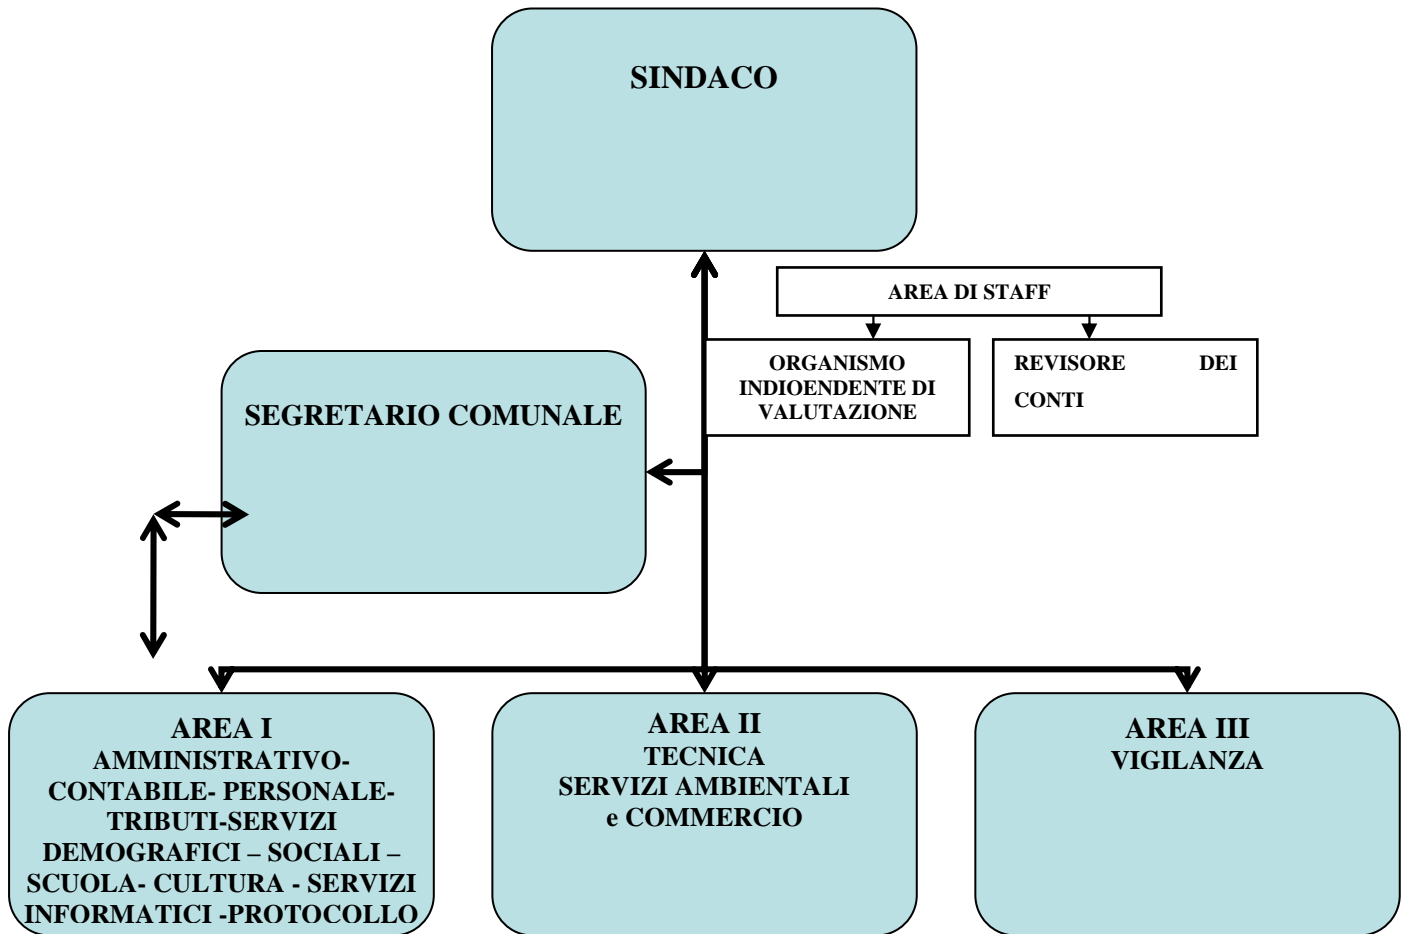 SINDACO
AREA DI STAFF
ORGANISMO
INDIOENDENTE DI
VALUTAZIONE
REVISORE DEI
CONTI
SEGRETARIO COMUNALE
AREA I
AMMINISTRATIVO-
CONTABILE- PERSONALE-
TRIBUTI-SERVIZI
DEMOGRAFICI – SOCIALI –
SCUOLA- CULTURA - SERVIZI
INFORMATICI -PROTOCOLLO
AREA II
TECNICA
SERVIZI AMBIENTALI
e COMMERCIO
AREA III
VIGILANZA